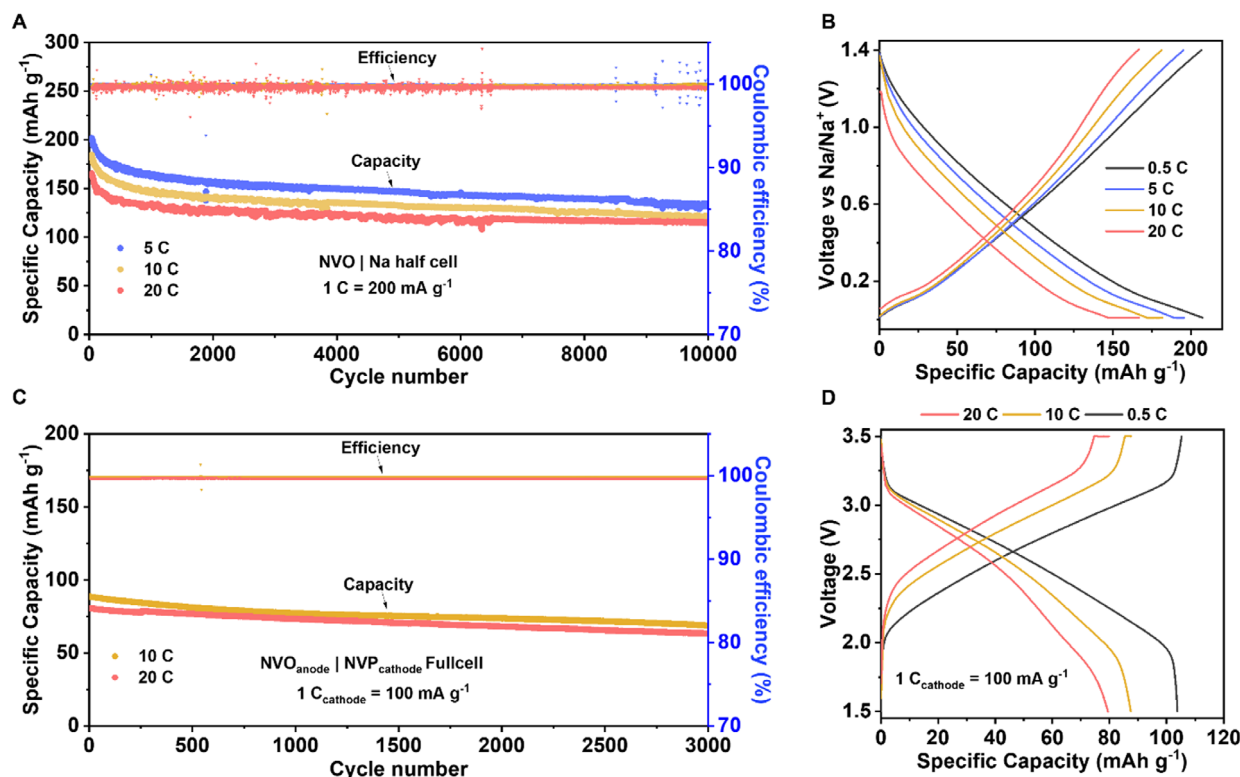 A
Specific Capacity (mAh g⁻¹)
300
250
200
150
100
50
0
Efficiency
Capacity
5 C
10 C
20 C
NVO | Na half cell
1 C = 200 mA g⁻¹
0 2000 4000 6000 8000 10000
Cycle number
100
90
80
70
Coulombic efficiency (%)
B
Voltage vs Na/Na⁺ (V)
1.4
1.0
0.6
0.2
0.5 C
5 C
10 C
20 C
0 50 100 150 200
Specific Capacity (mAh g⁻¹)
C
Specific Capacity (mAh g⁻¹)
200
150
100
50
0
Efficiency
Capacity
10 C
20 C
NVOanode | NVPcathode Fullcell
1 Ccathode = 100 mA g⁻¹
0 500 1000 1500 2000 2500 3000
Cycle number
100
90
80
70
Coulombic efficiency (%)
D
20 C 10 C 0.5 C
Voltage (V)
3.5
3.0
2.5
2.0
1.5
1 Ccathode = 100 mA g⁻¹
0 20 40 60 80 100 120
Specific Capacity (mAh g⁻¹)